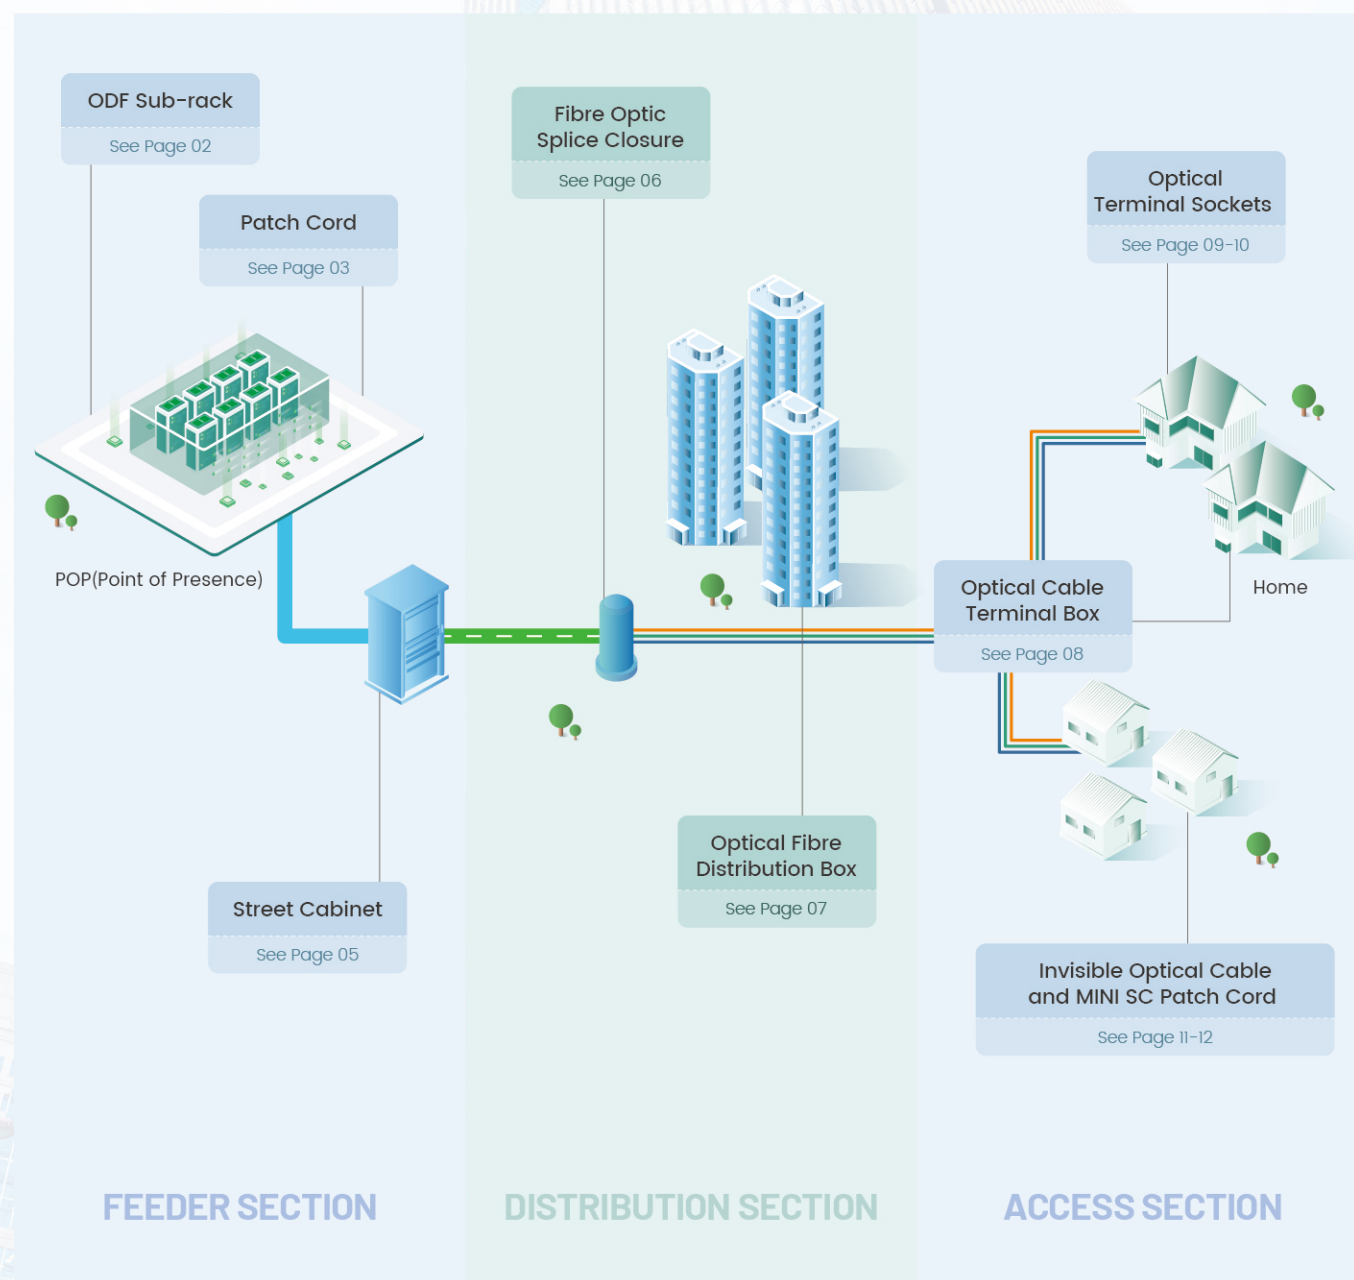 ODF Sub-rack
See Page 02
Patch Cord
See Page 03
POP(Point of Presence)
Street Cabinet
See Page 05
Fibre Optic
Splice Closure
See Page 06
Optical Fibre
Distribution Box
See Page 07
Optical
Terminal Sockets
See Page 09-10
Optical Cable
Terminal Box
See Page 08
Home
Invisible Optical Cable
and MINI SC Patch Cord
See Page 11-12
FEEDER SECTION
DISTRIBUTION SECTION
ACCESS SECTION